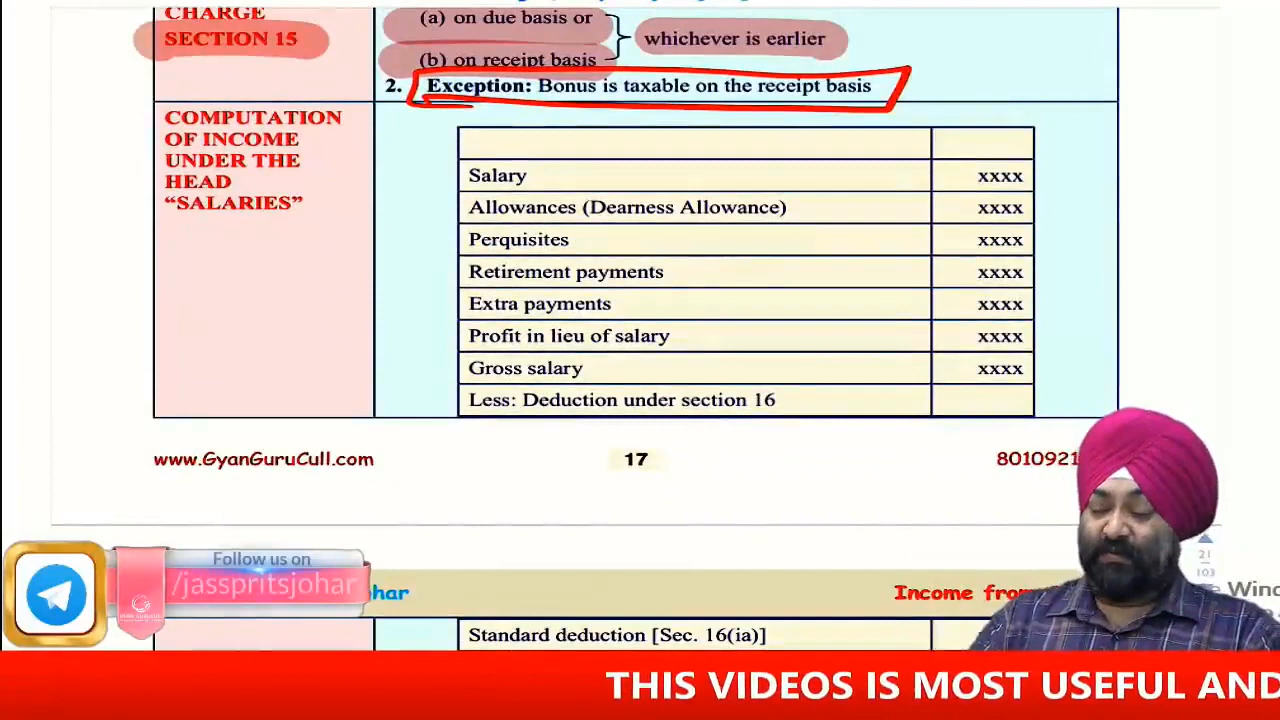 CHARGE
SECTION 15
(a) on due basis or
(b) on receipt basis
whichever is earlier
2. Exception: Bonus is taxable on the receipt basis
COMPUTATION
OF INCOME
UNDER THE
HEAD
“SALARIES”
Salary xxxx
Allowances (Dearness Allowance) xxxx
Perquisites xxxx
Retirement payments xxxx
Extra payments xxxx
Profit in lieu of salary xxxx
Gross salary xxxx
Less: Deduction under section 16
www.GyanGuruCull.com 17 8010921
Follow us on
/jasspritsjohar
har
Income from
21
103
Wind
Standard deduction [Sec. 16(ia)]
THIS VIDEOS IS MOST USEFUL AND